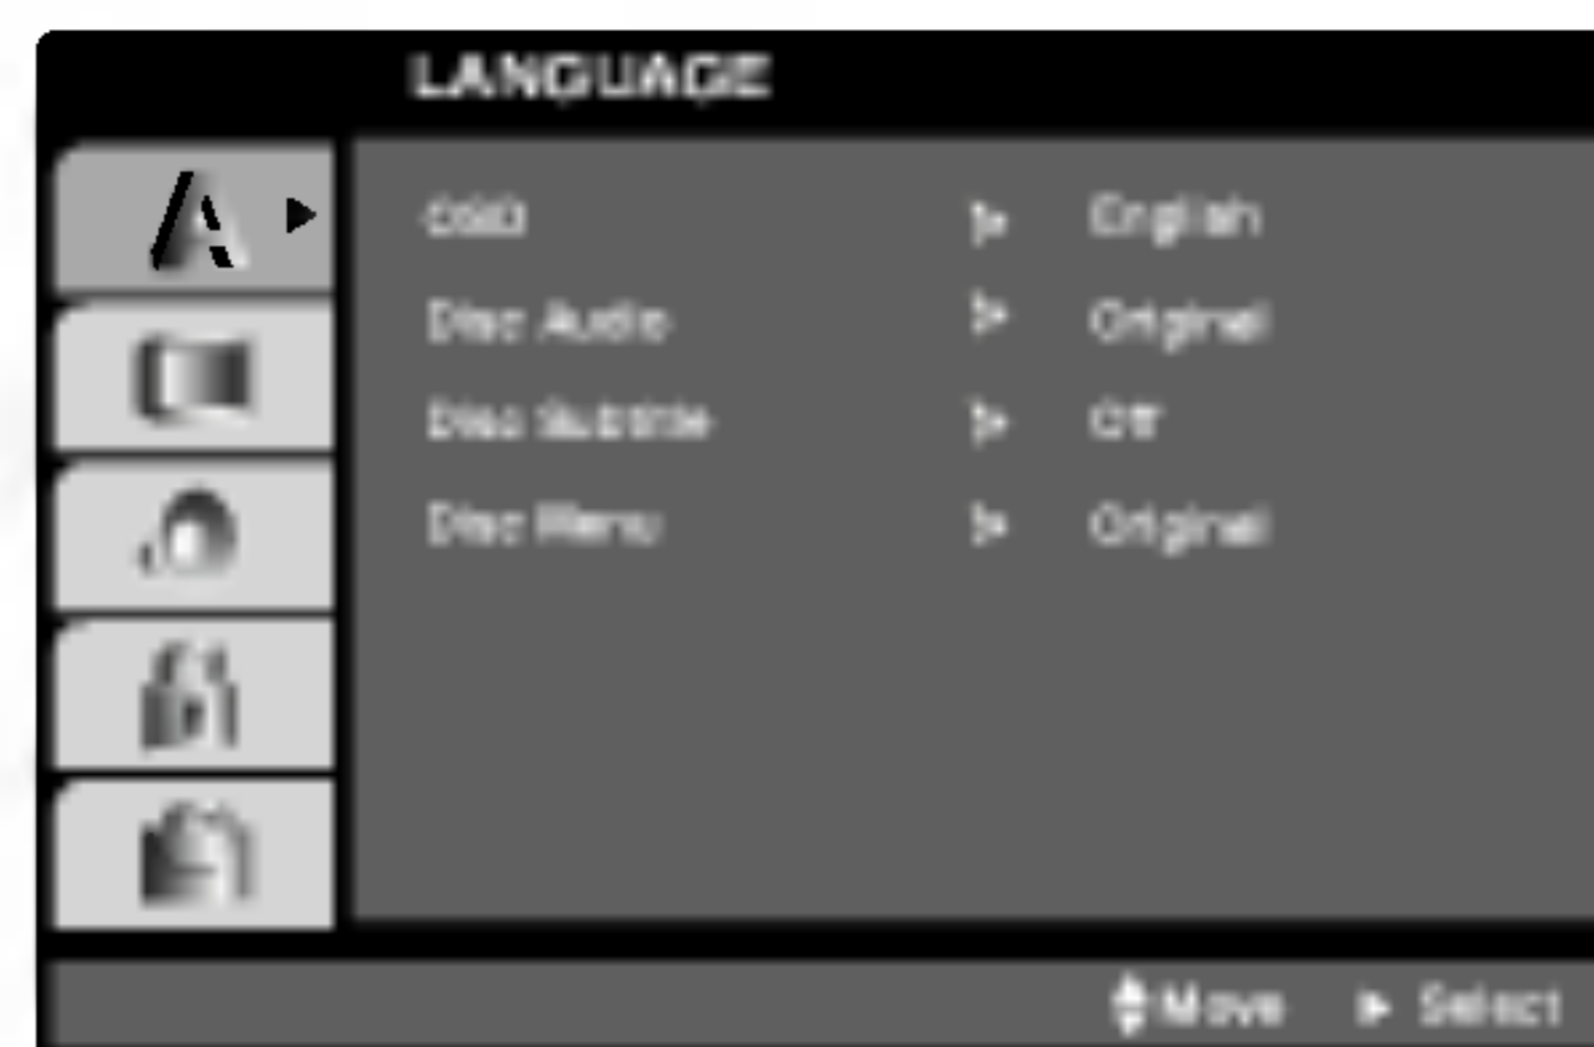 LANGUAGE
OSD English
Disc Audio Original
Disc Subtitle Off
Disc Menu Original
Move Select